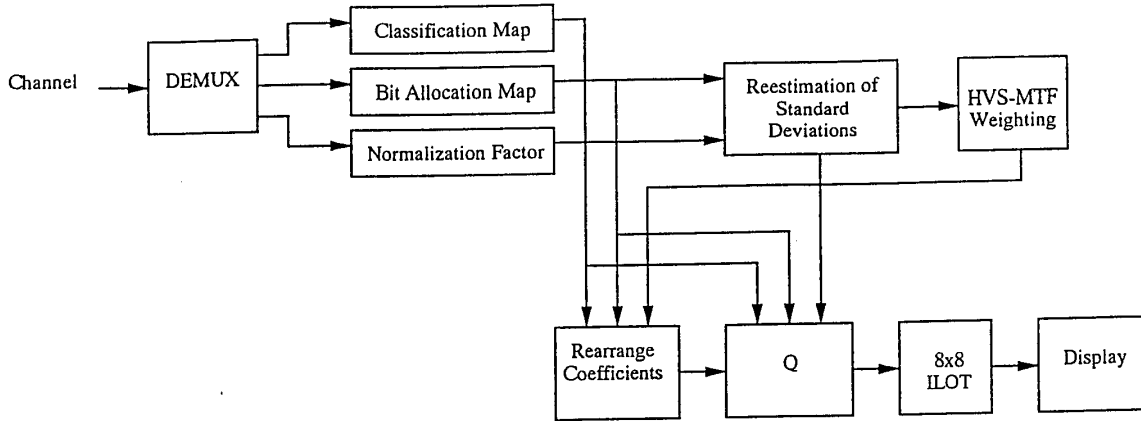 Channel
DEMUX
Classification Map
Bit Allocation Map
Normalization Factor
Reestimation of
Standard
Deviations
HVS-MTF
Weighting
Rearrange
Coefficients
Q
8x8
ILOT
Display